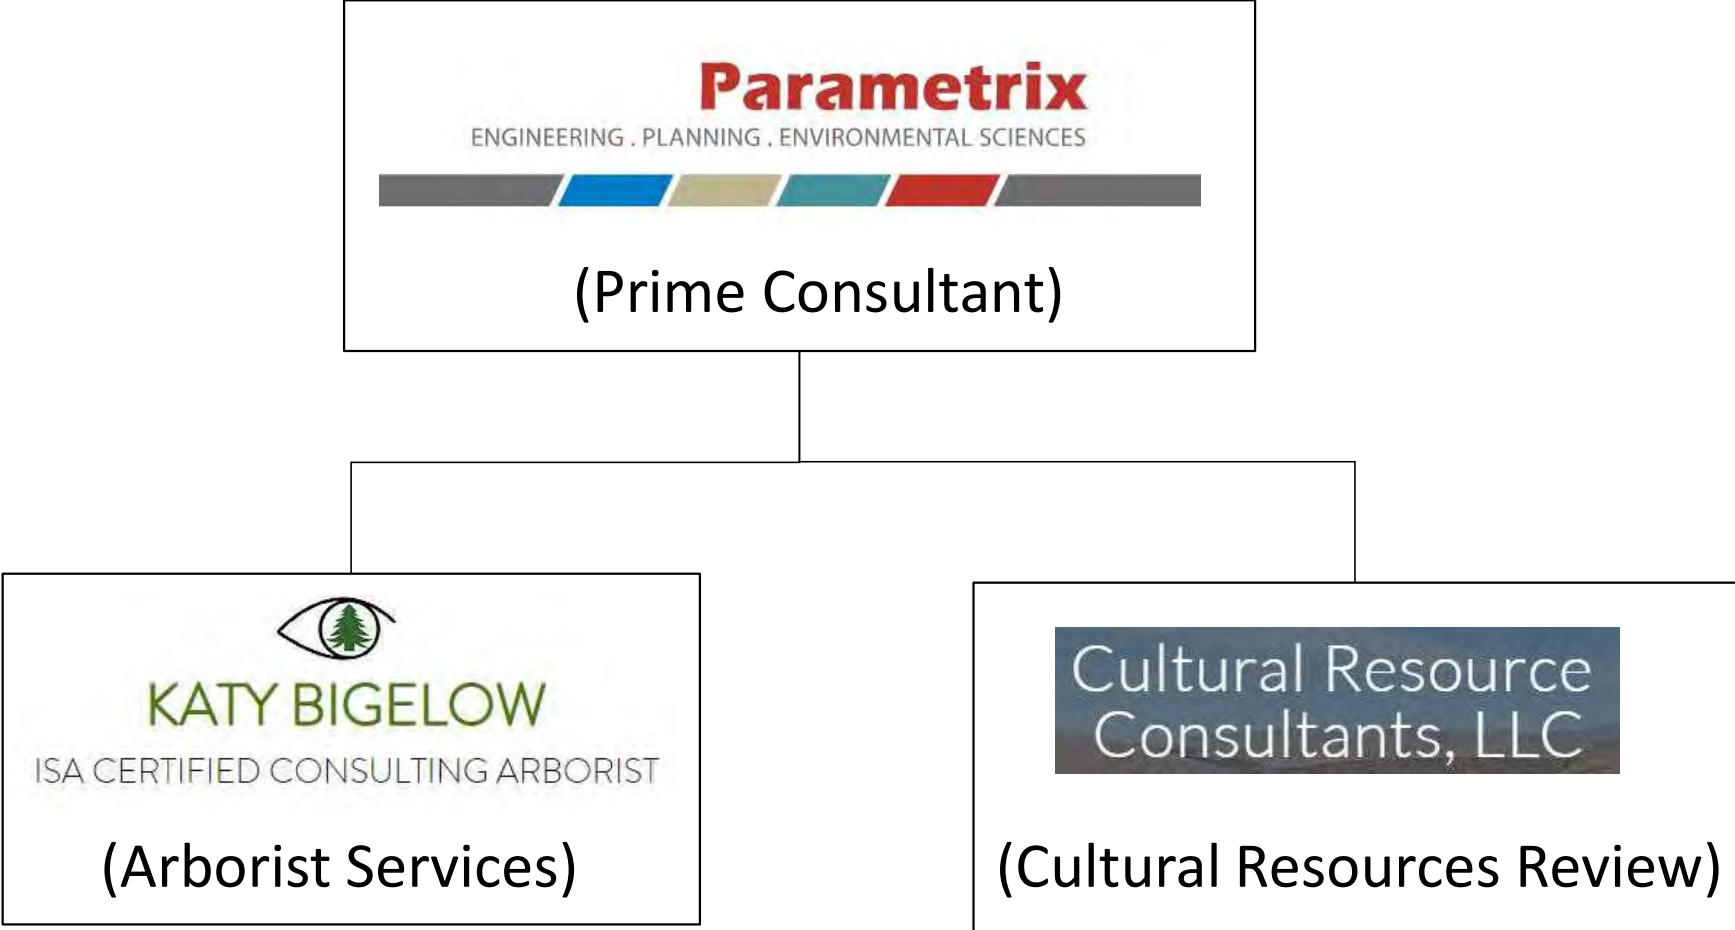 Parametrix
ENGINEERING . PLANNING . ENVIRONMENTAL SCIENCES
(Prime Consultant)
KATY BIGELOW
ISA CERTIFIED CONSULTING ARBORIST
(Arborist Services)
Cultural Resource
Consultants, LLC
(Cultural Resources Review)